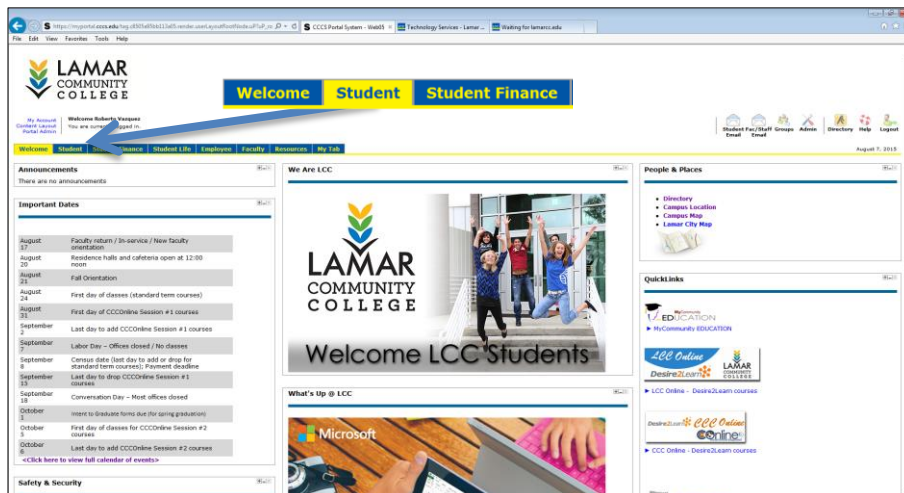 https://myportal.cccs.edu/
CCCS Portal System - Web05
Technology Services - Lamar ...
Waiting for lamarcc.edu
File Edit View Favorites Tools Help
LAMAR
COMMUNITY
COLLEGE
Welcome Student Student Finance
My Account
Content Layout
Portal Admin
Welcome Roberto Vazquez
You are currently logged in.
Student Email
Fac/Staff Email
Groups
Admin
Directory
Help
Logout
Welcome Student Finance Student Life Employee Faculty Resources My Tab
August 7, 2015
Announcements
There are no announcements
Important Dates
August 17 Faculty return / In-service / New faculty orientation
August 20 Residence halls and cafeteria open at 12:00 noon
August 21 Fall Orientation
August 24 First day of classes (standard term courses)
August 31 First day of CCCOnline Session #1 courses
September 2 Last day to add CCCOnline Session #1 courses
September 7 Labor Day – Offices closed / No classes
September 8 Census date (last day to add or drop for standard term courses); Payment deadline
September 15 Last day to drop CCCOnline Session #1 courses
September 18 Conversation Day – Most offices closed
October 1 Intent to Graduate forms due (for spring graduation)
October 5 First day of classes for CCCOnline Session #2 courses
October 6 Last day to add CCCOnline Session #2 courses
<Click here to view full calendar of events>
Safety & Security
We Are LCC
LAMAR
COMMUNITY
COLLEGE
Welcome LCC Students
What's Up @ LCC
Microsoft
People & Places
Directory
Campus Location
Campus Map
Lamar City Map
QuickLinks
MyCommunity
EDUCATION
MyCommunity EDUCATION
LCC Online
Desire2Learn
LAMAR
COMMUNITY
COLLEGE
LCC Online - Desire2Learn courses
Desire2Learn CCC Online
CCCOnline
CCC Online - Desire2Learn courses